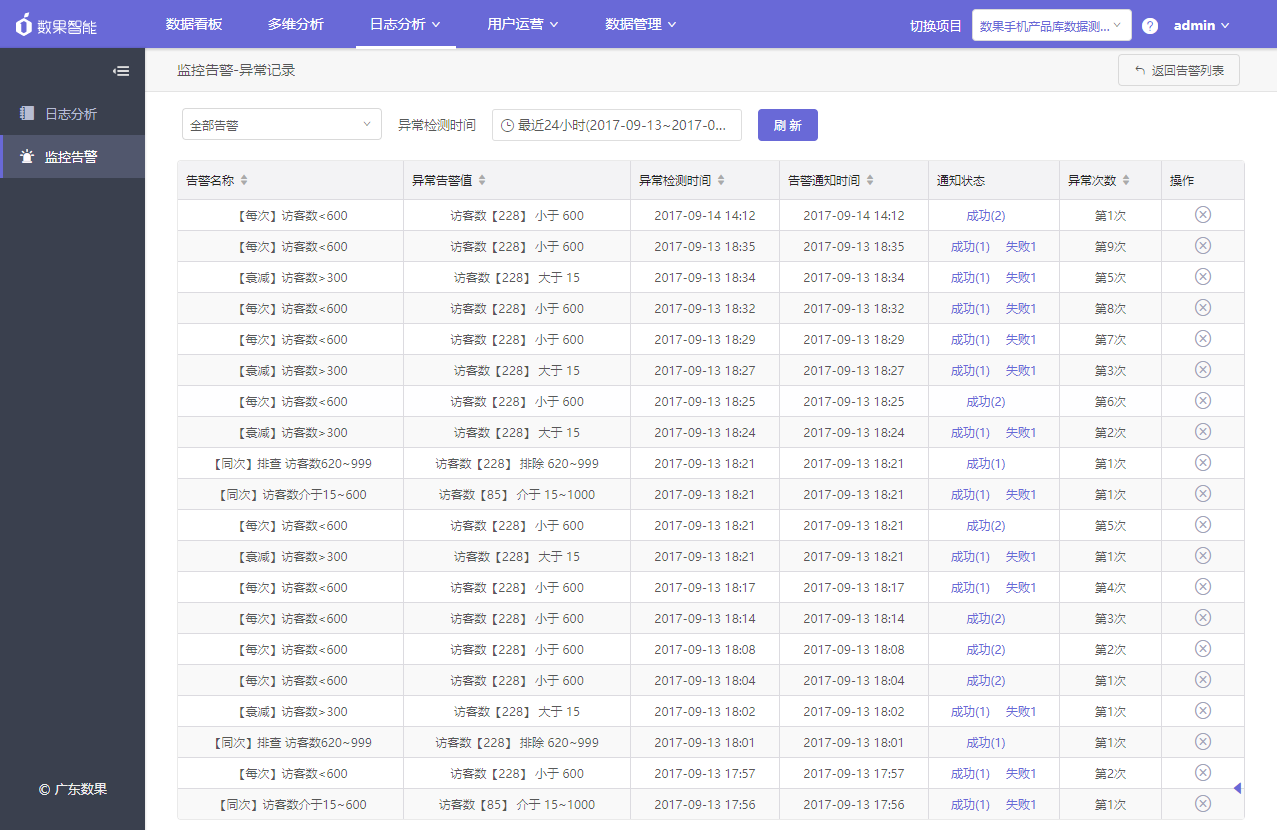 数果智能 数据看板 多维分析 日志分析 用户运营 数据管理 切换项目 数果手机产品库数据测... ? admin
监控告警-异常记录 返回告警列表
日志分析
监控告警
全部告警 异常检测时间 最近24小时(2017-09-13~2017-0... 刷 新
告警名称 异常告警值 异常检测时间 告警通知时间 通知状态 异常次数 操作
【每次】访客数<600 访客数【228】 小于 600 2017-09-14 14:12 2017-09-14 14:12 成功(2) 第1次
【每次】访客数<600 访客数【228】 小于 600 2017-09-13 18:35 2017-09-13 18:35 成功(1) 失败1 第9次
【衰减】访客数>300 访客数【228】 大于 15 2017-09-13 18:34 2017-09-13 18:34 成功(1) 失败1 第5次
【每次】访客数<600 访客数【228】 小于 600 2017-09-13 18:32 2017-09-13 18:32 成功(1) 失败1 第8次
【每次】访客数<600 访客数【228】 小于 600 2017-09-13 18:29 2017-09-13 18:29 成功(1) 失败1 第7次
【衰减】访客数>300 访客数【228】 大于 15 2017-09-13 18:27 2017-09-13 18:27 成功(1) 失败1 第3次
【每次】访客数<600 访客数【228】 小于 600 2017-09-13 18:25 2017-09-13 18:25 成功(2) 第6次
【衰减】访客数>300 访客数【228】 大于 15 2017-09-13 18:24 2017-09-13 18:24 成功(1) 失败1 第2次
【同次】排查 访客数620~999 访客数【228】 排除 620~999 2017-09-13 18:21 2017-09-13 18:21 成功(1) 第1次
【同次】访客数介于15~600 访客数【85】 介于 15~1000 2017-09-13 18:21 2017-09-13 18:21 成功(1) 失败1 第1次
【每次】访客数<600 访客数【228】 小于 600 2017-09-13 18:21 2017-09-13 18:21 成功(2) 第5次
【衰减】访客数>300 访客数【228】 大于 15 2017-09-13 18:21 2017-09-13 18:21 成功(1) 失败1 第1次
【每次】访客数<600 访客数【228】 小于 600 2017-09-13 18:17 2017-09-13 18:17 成功(1) 失败1 第4次
【每次】访客数<600 访客数【228】 小于 600 2017-09-13 18:14 2017-09-13 18:14 成功(2) 第3次
【每次】访客数<600 访客数【228】 小于 600 2017-09-13 18:08 2017-09-13 18:08 成功(2) 第2次
【每次】访客数<600 访客数【228】 小于 600 2017-09-13 18:04 2017-09-13 18:04 成功(2) 第1次
【衰减】访客数>300 访客数【228】 大于 15 2017-09-13 18:02 2017-09-13 18:02 成功(1) 失败1 第1次
【同次】排查 访客数620~999 访客数【228】 排除 620~999 2017-09-13 18:01 2017-09-13 18:01 成功(1) 第1次
【每次】访客数<600 访客数【228】 小于 600 2017-09-13 17:57 2017-09-13 17:57 成功(1) 失败1 第2次
【同次】访客数介于15~600 访客数【85】 介于 15~1000 2017-09-13 17:56 2017-09-13 17:56 成功(1) 失败1 第1次
© 广东数果